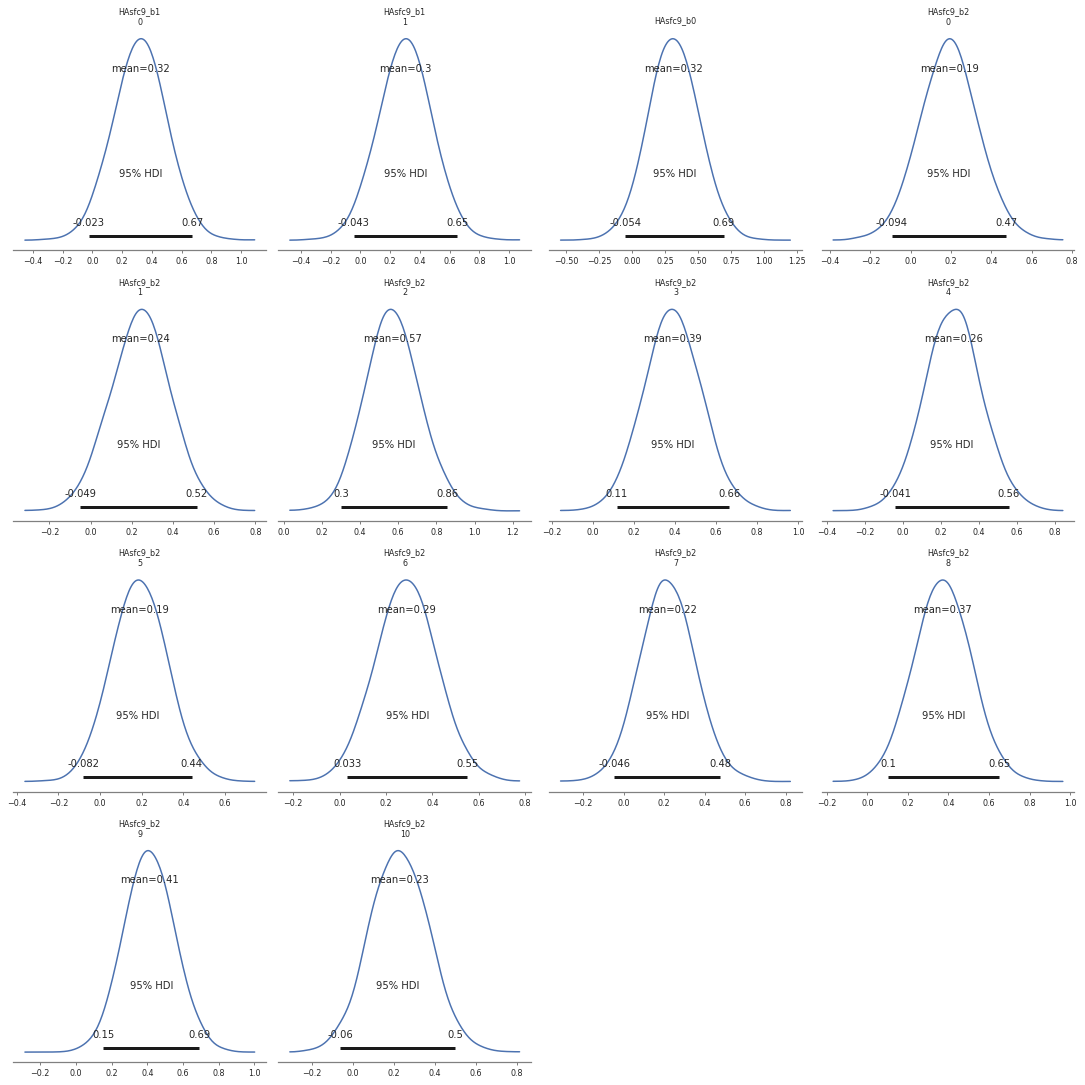 HAsfc9_b1
0
mean=0.32
95% HDI
-0.023 0.67
−0.4 −0.2 0.0 0.2 0.4 0.6 0.8 1.0
HAsfc9_b1
1
mean=0.3
95% HDI
-0.043 0.65
−0.4 −0.2 0.0 0.2 0.4 0.6 0.8 1.0
HAsfc9_b0
mean=0.32
95% HDI
-0.054 0.69
−0.50 −0.25 0.00 0.25 0.50 0.75 1.00 1.25
HAsfc9_b2
0
mean=0.19
95% HDI
-0.094 0.47
−0.4 −0.2 0.0 0.2 0.4 0.6 0.8
HAsfc9_b2
1
mean=0.24
95% HDI
-0.049 0.52
−0.2 0.0 0.2 0.4 0.6 0.8
HAsfc9_b2
2
mean=0.57
95% HDI
0.3 0.86
0.0 0.2 0.4 0.6 0.8 1.0 1.2
HAsfc9_b2
3
mean=0.39
95% HDI
0.11 0.66
−0.2 0.0 0.2 0.4 0.6 0.8 1.0
HAsfc9_b2
4
mean=0.26
95% HDI
-0.041 0.56
−0.4 −0.2 0.0 0.2 0.4 0.6 0.8
HAsfc9_b2
5
mean=0.19
95% HDI
-0.082 0.44
−0.4 −0.2 0.0 0.2 0.4 0.6
HAsfc9_b2
6
mean=0.29
95% HDI
0.033 0.55
−0.2 0.0 0.2 0.4 0.6 0.8
HAsfc9_b2
7
mean=0.22
95% HDI
-0.046 0.48
−0.2 0.0 0.2 0.4 0.6 0.8
HAsfc9_b2
8
mean=0.37
95% HDI
0.1 0.65
−0.2 0.0 0.2 0.4 0.6 0.8 1.0
HAsfc9_b2
9
mean=0.41
95% HDI
0.15 0.69
−0.2 0.0 0.2 0.4 0.6 0.8 1.0
HAsfc9_b2
10
mean=0.23
95% HDI
-0.06 0.5
−0.2 0.0 0.2 0.4 0.6 0.8